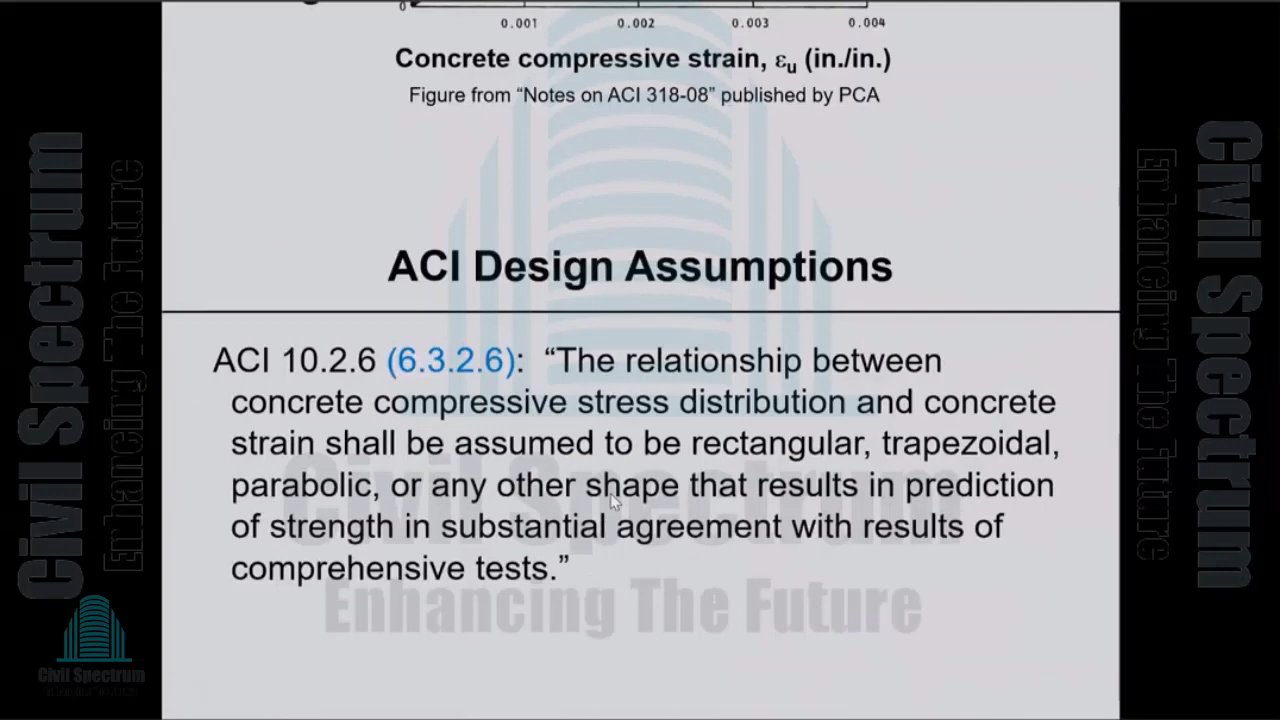 0
0.001 0.002 0.003 0.004
Concrete compressive strain, εu (in./in.)
Figure from “Notes on ACI 318-08” published by PCA
ACI Design Assumptions
ACI 10.2.6 (6.3.2.6): “The relationship between
concrete compressive stress distribution and concrete
strain shall be assumed to be rectangular, trapezoidal,
parabolic, or any other shape that results in prediction
of strength in substantial agreement with results of
comprehensive tests.”
Civil Spectrum
Enhancing The Future
Civil Spectrum
Enhancing The Future
Civil Spectrum
Civil Spectrum
Enhancing The Future